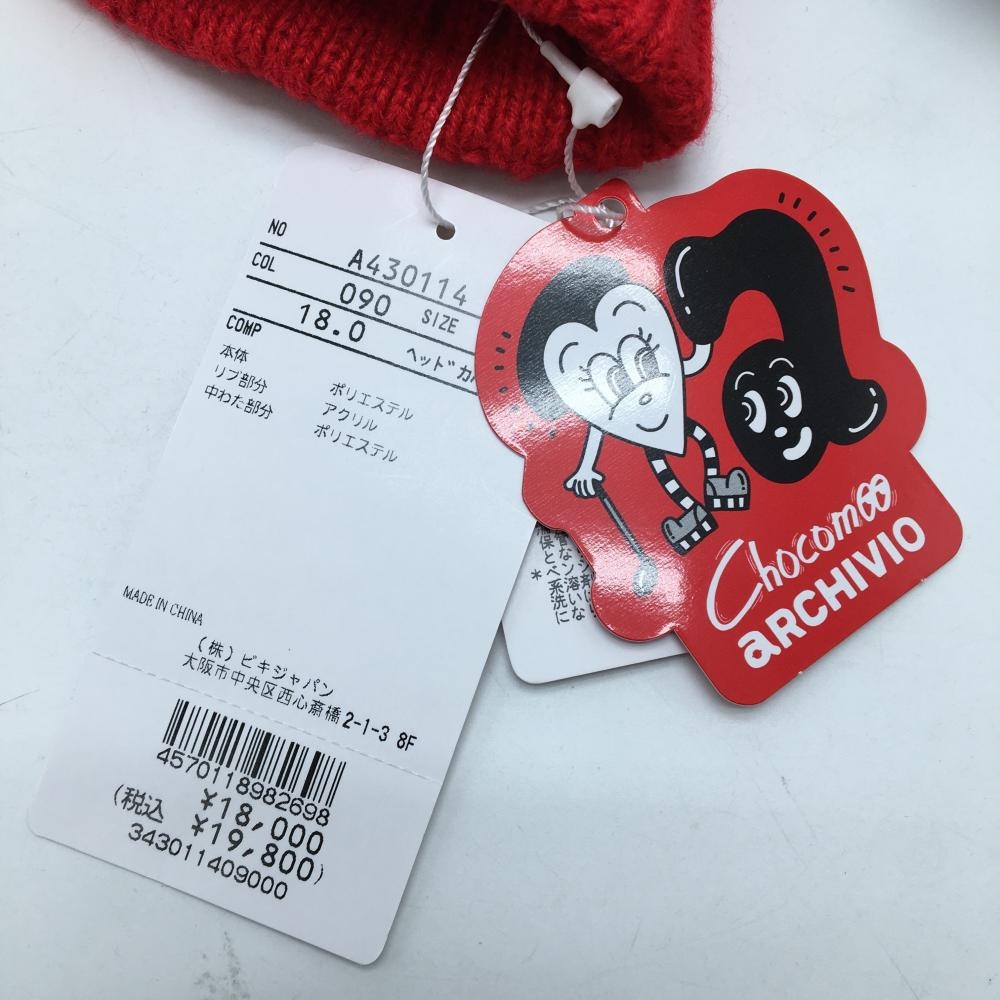 NO A430114
COL 090 SIZE
18.0 ヘッドカ
COMP
本体 ポリエステル
リブ部分 アクリル
中わた部分 ポリエステル
MADE IN CHINA
(株)ビキジャパン
大阪市中央区西心斎橋2-1-3 8F
4570118982698
¥18,000
(税込 ¥19,800)
343011409000
Chocomoo
aRCHIVIO